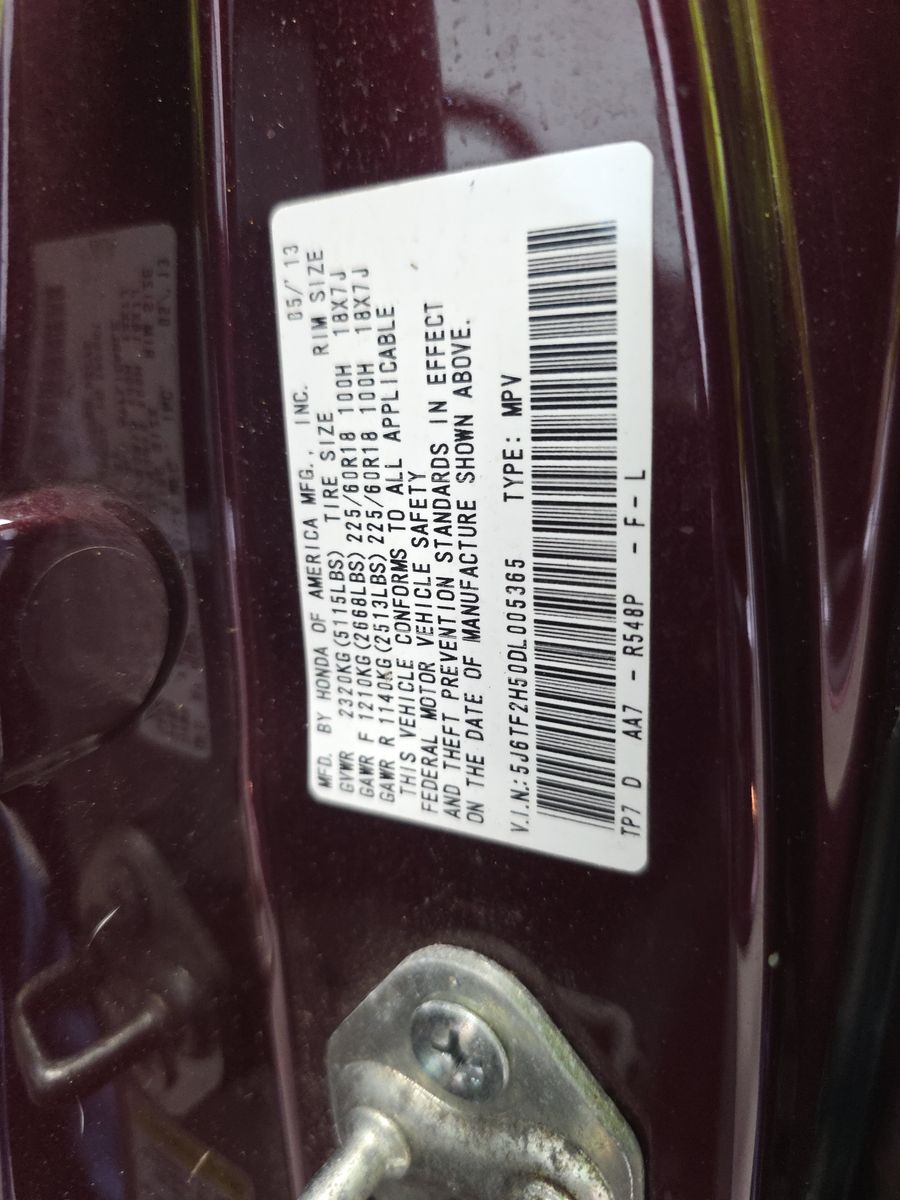 MFD. BY HONDA OF AMERICA MFG., INC. 05/'13
GVWR 2320KG(5115LBS) TIRE SIZE RIM SIZE
GAWR F 1210KG(2668LBS) 225/60R18 100H 18X7J
GAWR R 1140KG(2513LBS) 225/60R18 100H 18X7J
THIS VEHICLE CONFORMS TO ALL APPLICABLE
FEDERAL MOTOR VEHICLE SAFETY
AND THEFT PREVENTION STANDARDS IN EFFECT
ON THE DATE OF MANUFACTURE SHOWN ABOVE.
V.I.N.: 5J6TF2H50DL005365 TYPE: MPV
TP7 D AA7 - R548P - F - L